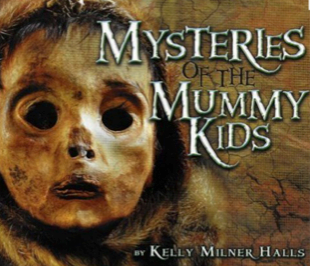 MYSTERIES
OF THE
MUMMY
KIDS
BY KELLY MILNER HALLS